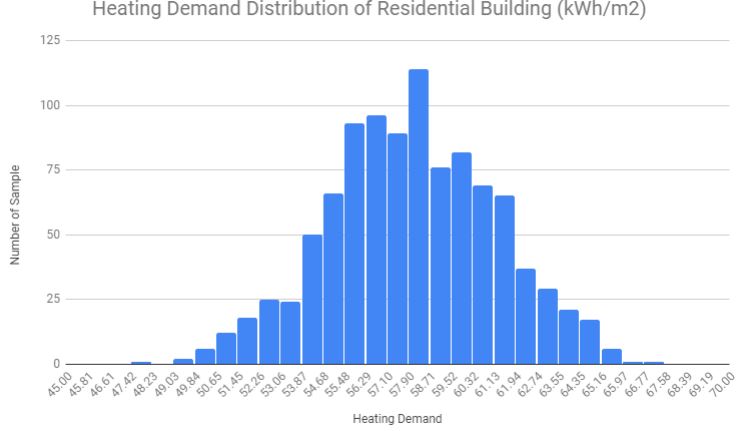 Heating Demand Distribution of Residential Building (kWh/m2)
125
100
75
50
25
0
Number of Sample
45.00 45.81 46.61 47.42 48.23 49.03 49.84 50.65 51.45 52.26 53.06 53.87 54.68 55.48 56.29 57.10 57.90 58.71 59.52 60.32 61.13 61.94 62.74 63.55 64.35 65.16 65.97 66.77 67.58 68.39 69.19 70.00
Heating Demand